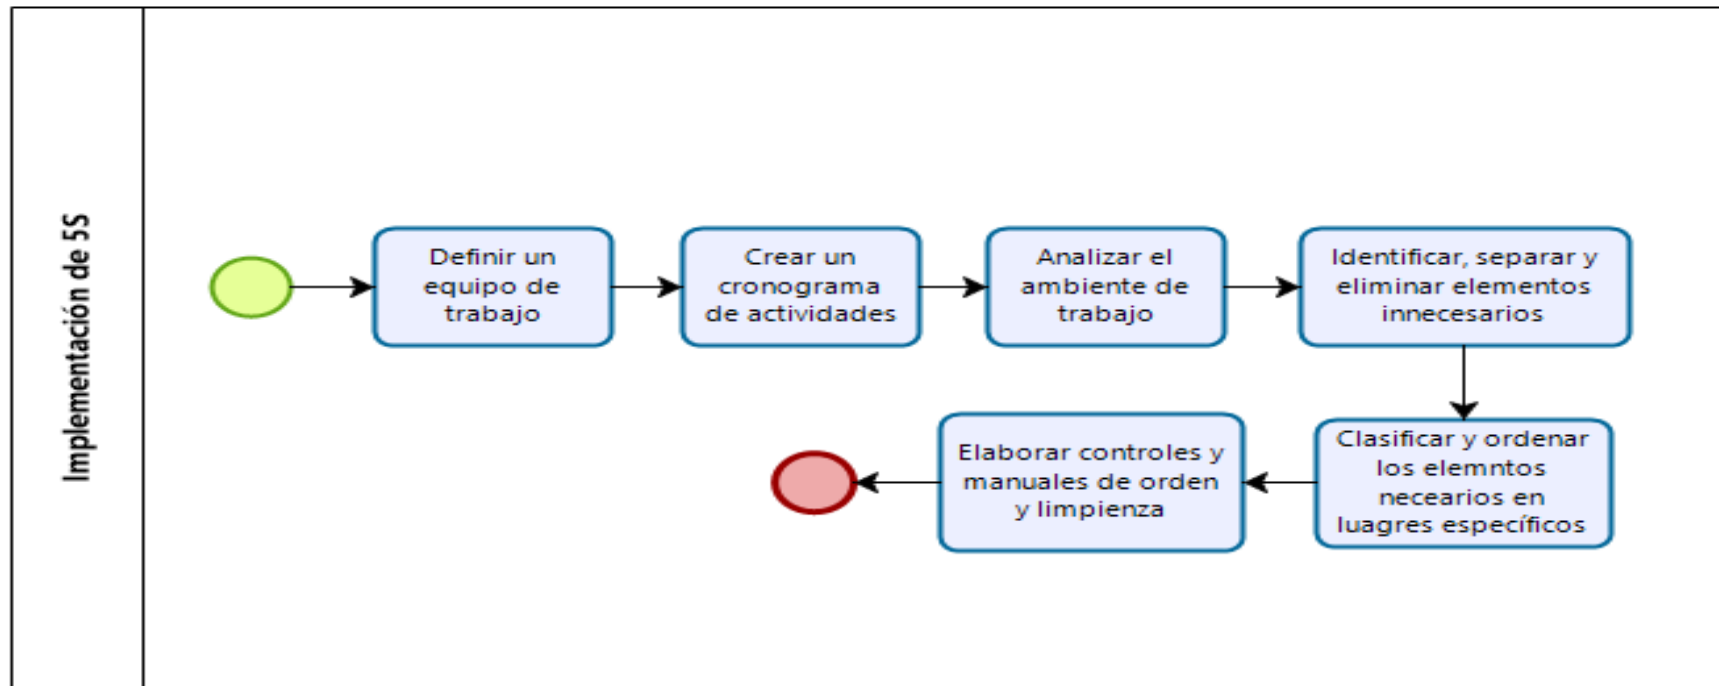 Implementación de 5S
Definir un
equipo de
trabajo
Crear un
cronograma
de actividades
Analizar el
ambiente de
trabajo
Identificar, separar y
eliminar elementos
innecesarios
Clasificar y ordenar
los elemntos
necearios en
luagres específicos
Elaborar controles y
manuales de orden
y limpienza